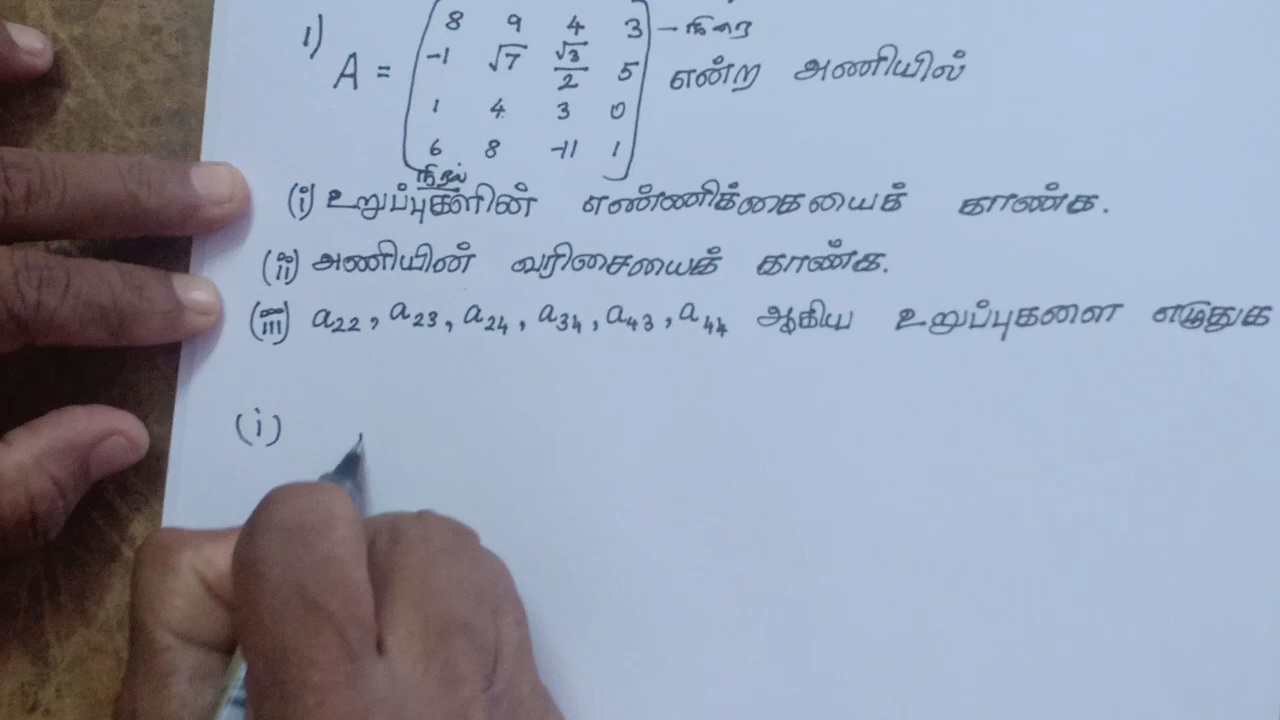 1)
A = 8 9 4 3 - நிரை
-1 √7 √3/2 5 என்ற அணியில்
1 4 3 0
6 8 -11 1
நிரல்
(i) உறுப்புகளின் எண்ணிக்கையைக் காண்க.
(ii) அணியின் வரிசையைக் காண்க.
(iii) a22, a23, a24, a34, a43, a44 ஆகிய உறுப்புகளை எழுதுக
(i)